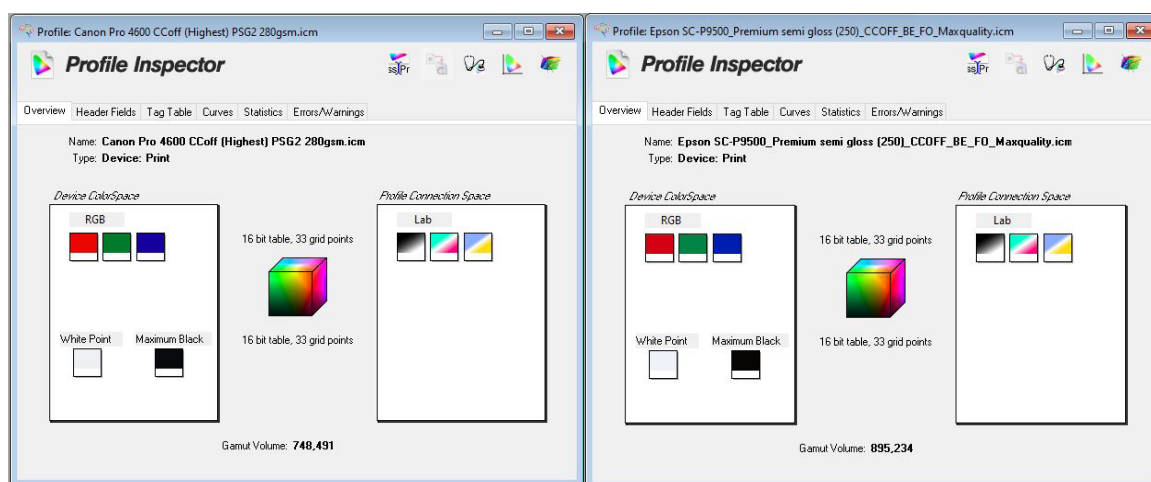 Profile: Canon Pro 4600 CCoff (Highest) PSG2 280gsm.icm
Profile Inspector
Overview Header Fields Tag Table Curves Statistics Errors/Warnings
Name: Canon Pro 4600 CCoff (Highest) PSG2 280gsm.icm
Type: Device: Print
Device ColorSpace
Profile Connection Space
RGB
16 bit table, 33 grid points
Lab
White Point
Maximum Black
16 bit table, 33 grid points
Gamut Volume: 748,491
Profile: Epson SC-P9500_Premium semi gloss (250)_CCOFF_BE_FO_Maxquality.icm
Profile Inspector
Overview Header Fields Tag Table Curves Statistics Errors/Warnings
Name: Epson SC-P9500_Premium semi gloss (250)_CCOFF_BE_FO_Maxquality.icm
Type: Device: Print
Device ColorSpace
Profile Connection Space
RGB
16 bit table, 33 grid points
Lab
White Point
Maximum Black
16 bit table, 33 grid points
Gamut Volume: 895,234